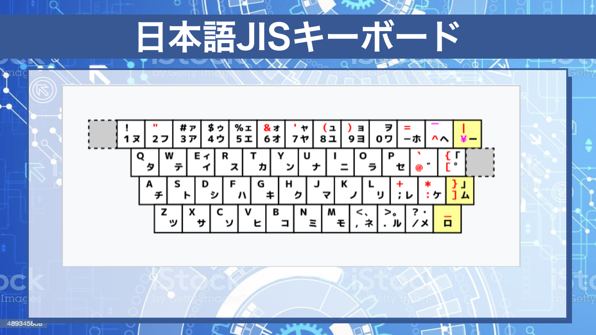 日本語JISキーボード
! 1ヌ " 2フ #ァ 3ア $ゥ 4ウ %ェ 5エ &ォ 6オ 'ャ 7ヤ (ュ 8ユ )ョ 9ヨ ヲ 0ワ = ーホ ‾ ^ヘ | ¥ー
Q タ W テ Eィ イ R ス T カ Y ン U ナ I ニ O ラ P セ ` @゛ {「 [゜
A チ S ト D シ F ハ G キ H ク J マ K ノ L リ + ;レ * :ケ }」 ]ム
Z ツ X サ C ソ V ヒ B コ N ミ M モ <、 ,ネ >。 .ル ?・ /メ _ ロ
iStock
489345808